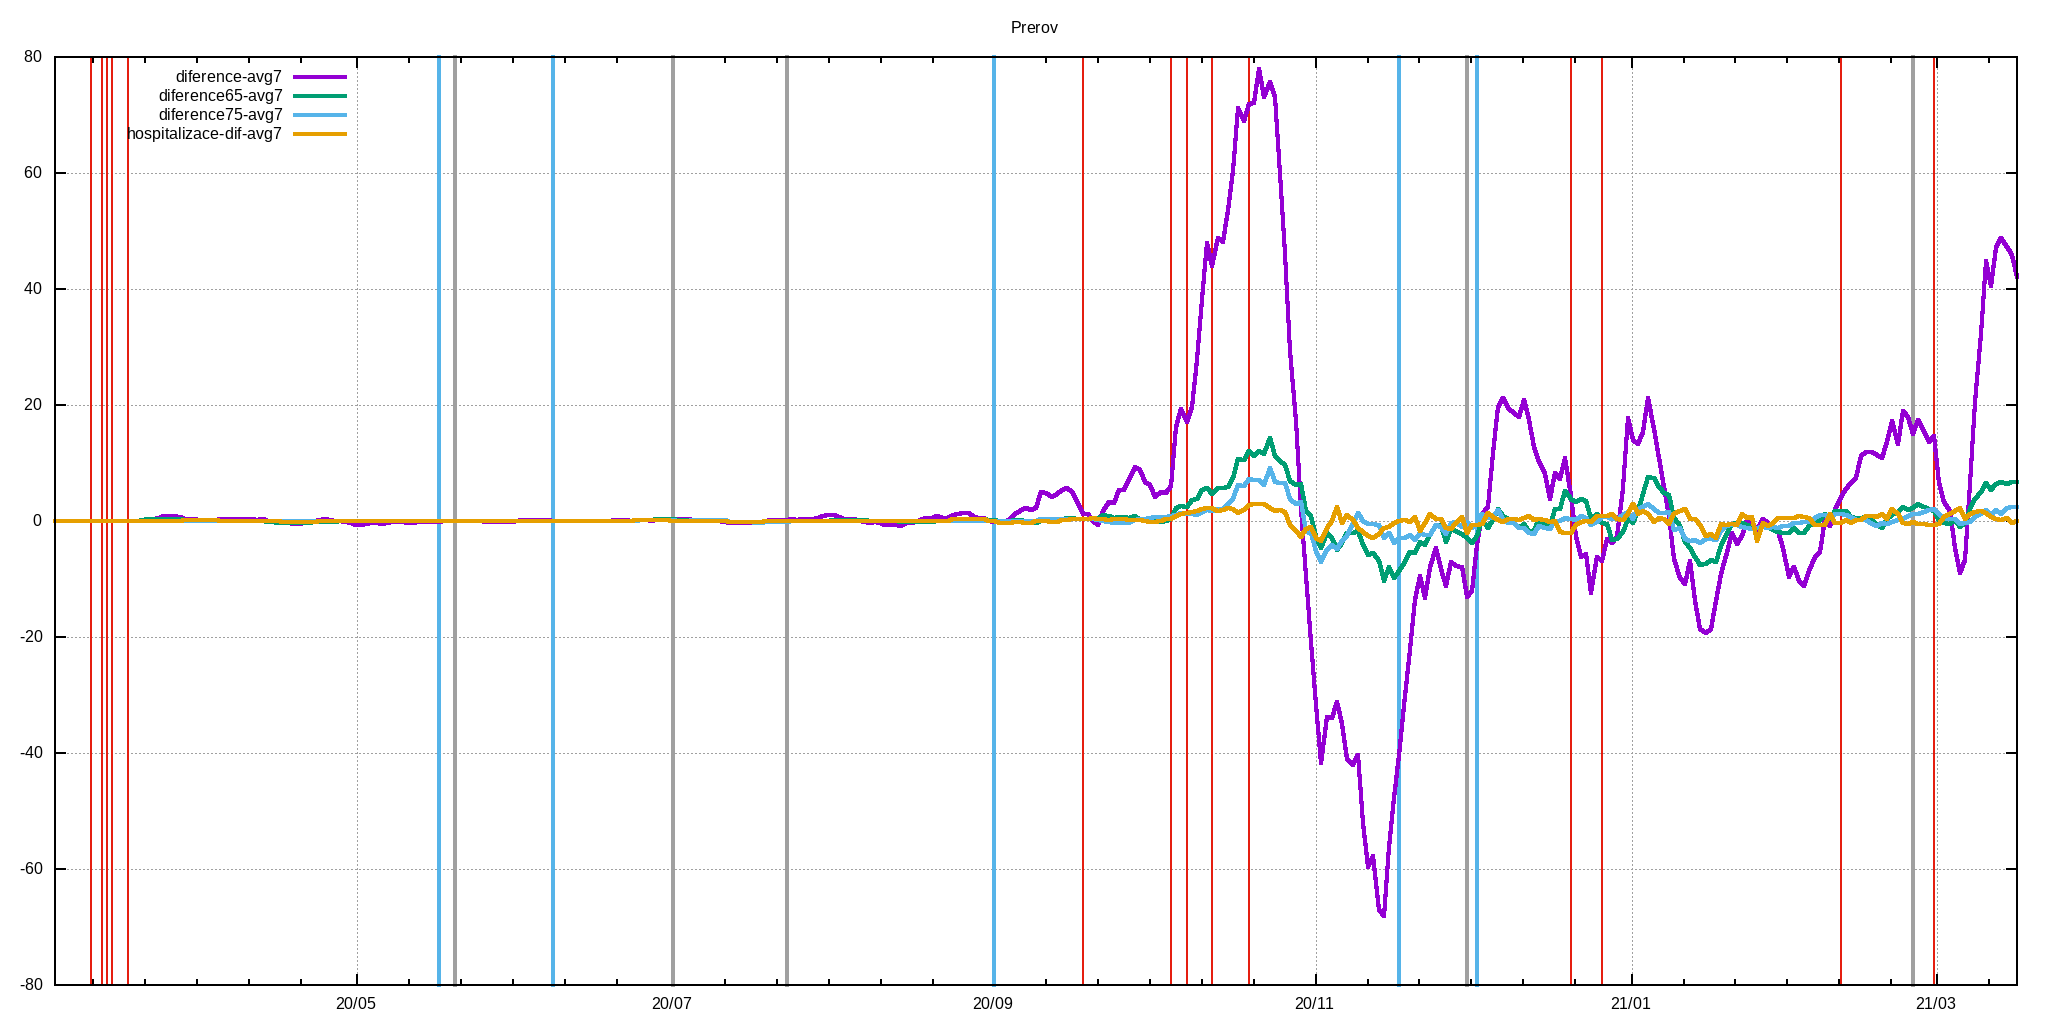 Prerov
diference-avg7
diference65-avg7
diference75-avg7
hospitalizace-dif-avg7
80
60
40
20
0
-20
-40
-60
-80
20/05 20/07 20/09 20/11 21/01 21/03